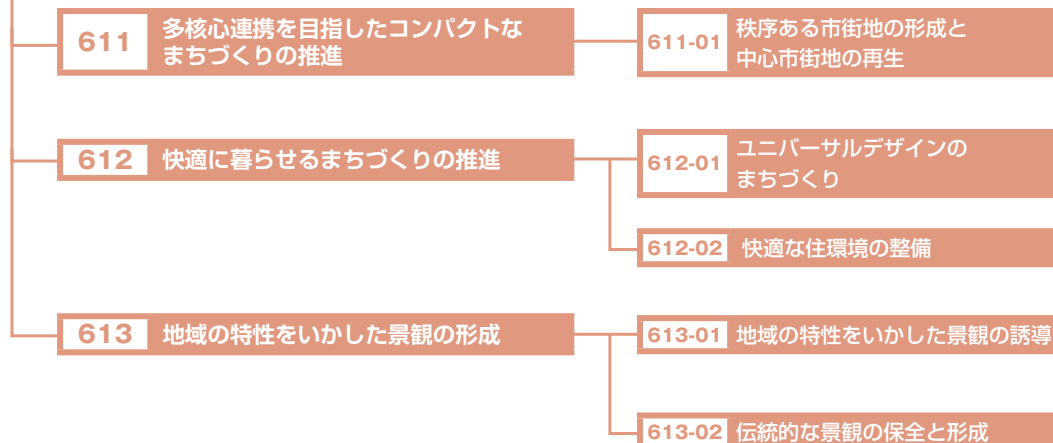 611
多核心連携を目指したコンパクトな
まちづくりの推進
611-01
秩序ある市街地の形成と
中心市街地の再生
612
快適に暮らせるまちづくりの推進
612-01
ユニバーサルデザインの
まちづくり
612-02 快適な住環境の整備
613
地域の特性をいかした景観の形成
613-01 地域の特性をいかした景観の誘導
613-02 伝統的な景観の保全と形成